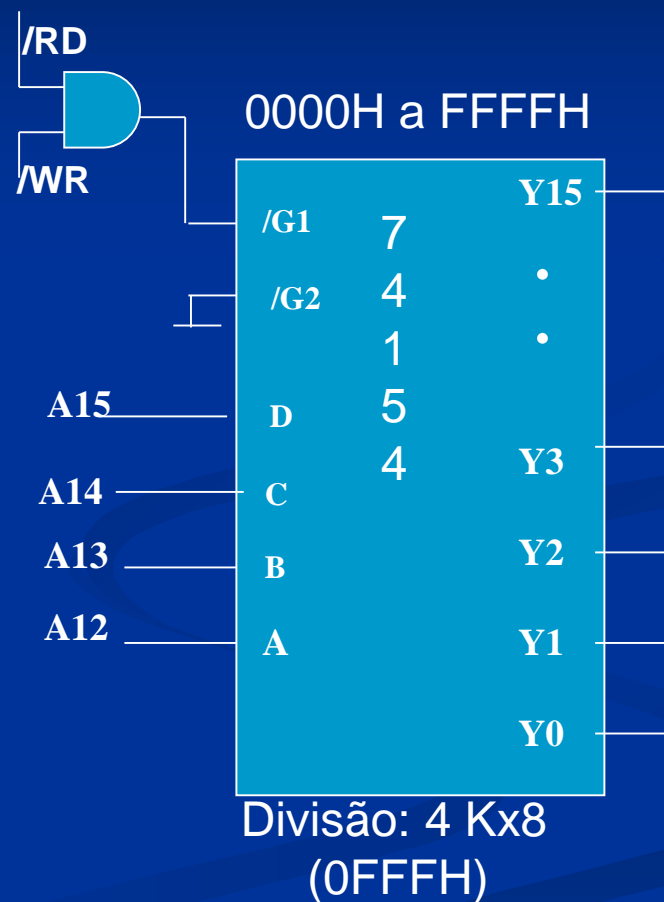 /RD
/WR
0000H a FFFFH
/G1
/G2
D
C
B
A
7
4
1
5
4
Y15
Y3
Y2
Y1
Y0
A15
A14
A13
A12
Divisão: 4 Kx8
(0FFFH)